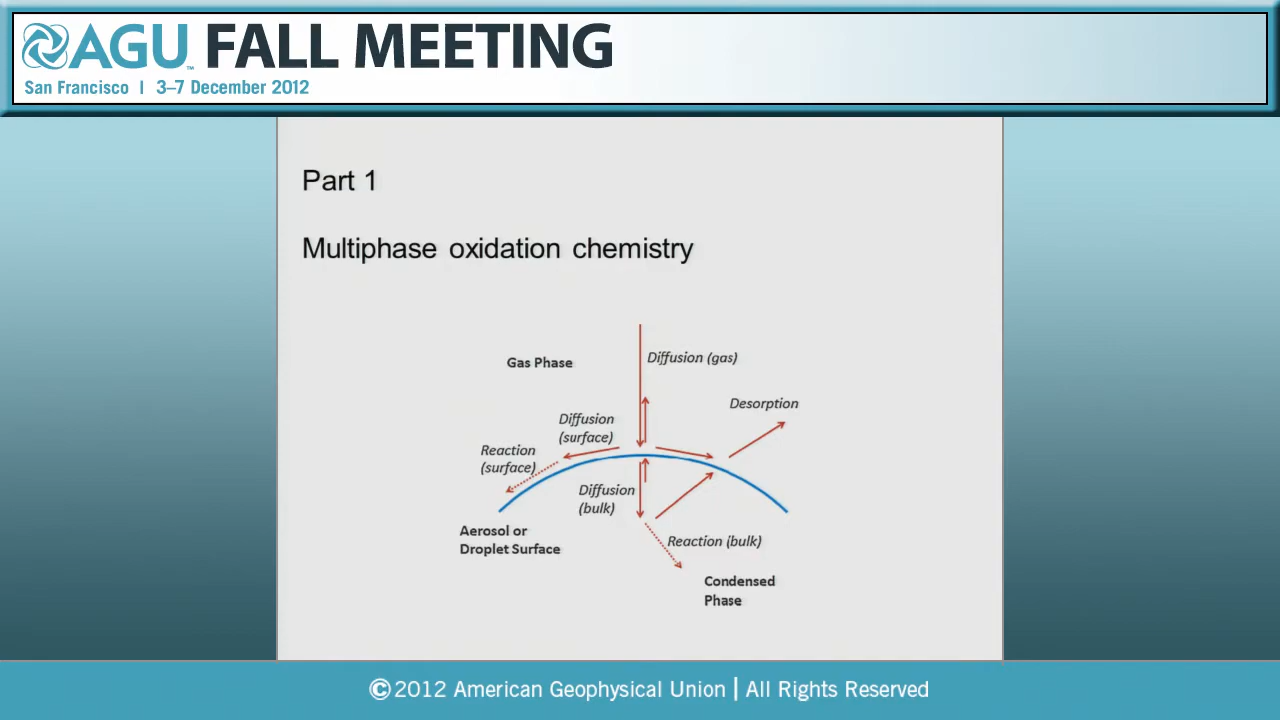 AGU FALL MEETING
San Francisco | 3–7 December 2012
Part 1
Multiphase oxidation chemistry
Gas Phase
Diffusion (gas)
Desorption
Diffusion
(surface)
Reaction
(surface)
Diffusion
(bulk)
Aerosol or
Droplet Surface
Reaction (bulk)
Condensed
Phase
©2012 American Geophysical Union | All Rights Reserved